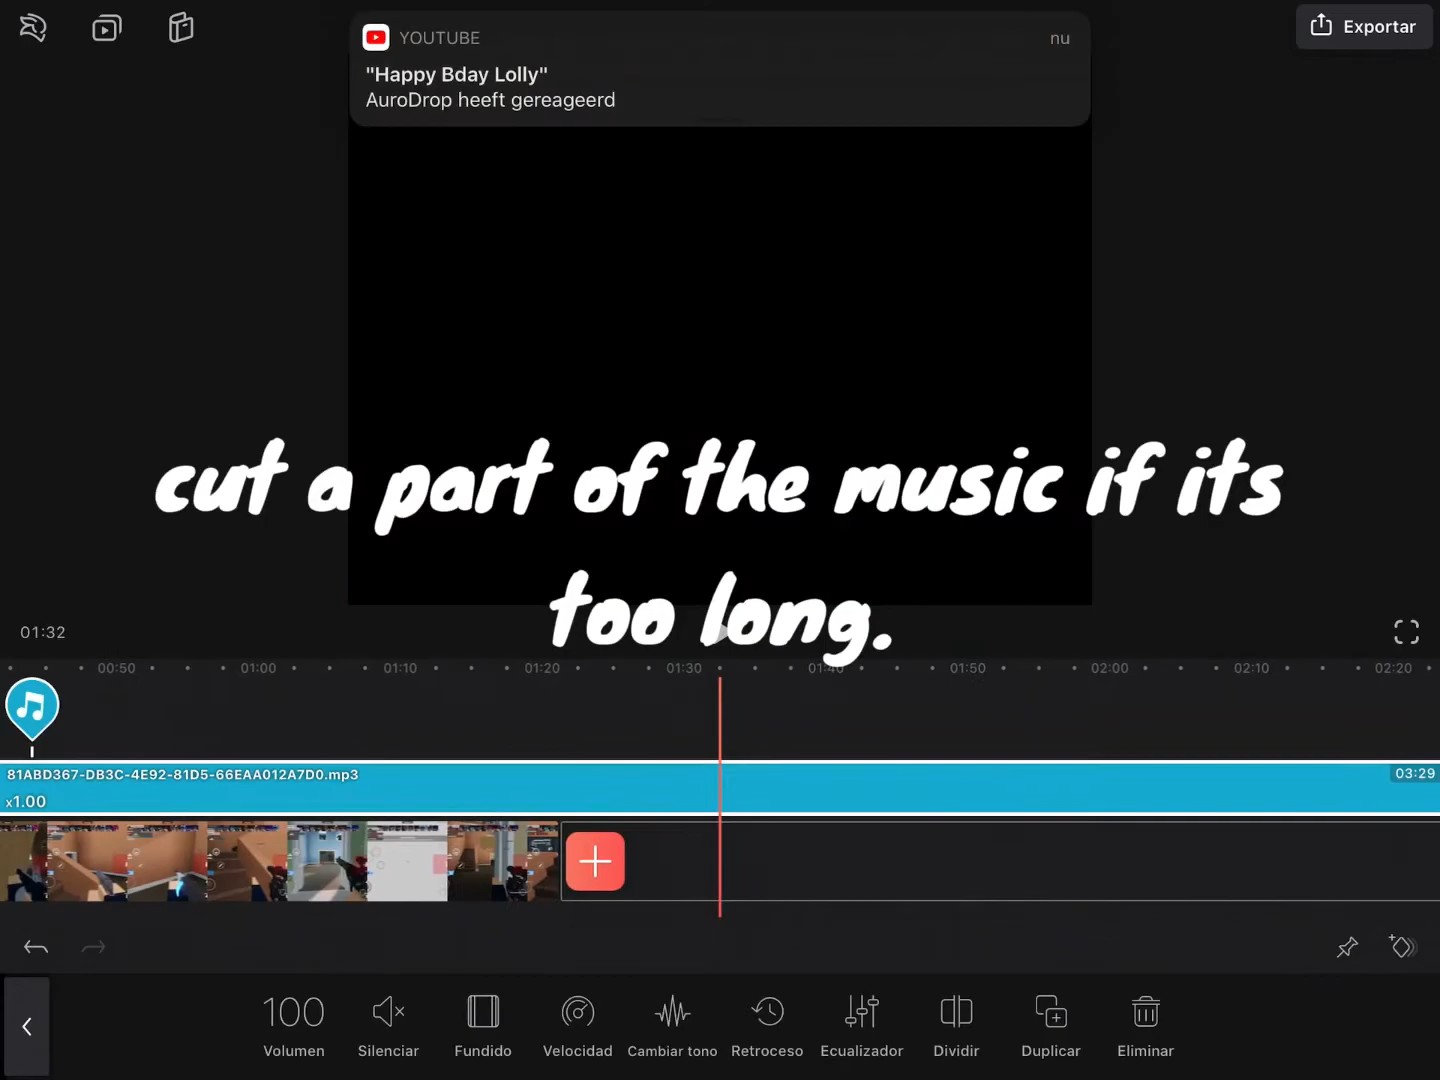 YOUTUBE
nu
Exportar
"Happy Bday Lolly"
AuroDrop heeft gereageerd
cut a part of the music if its
too long.
01:32
00:50 01:00 01:10 01:20 01:30 01:40 01:50 02:00 02:10 02:20
81ABD367-DB3C-4E92-81D5-66EAA012A7D0.mp3
03:29
x1.00
100
Volumen Silenciar Fundido Velocidad Cambiar tono Retroceso Ecualizador Dividir Duplicar Eliminar